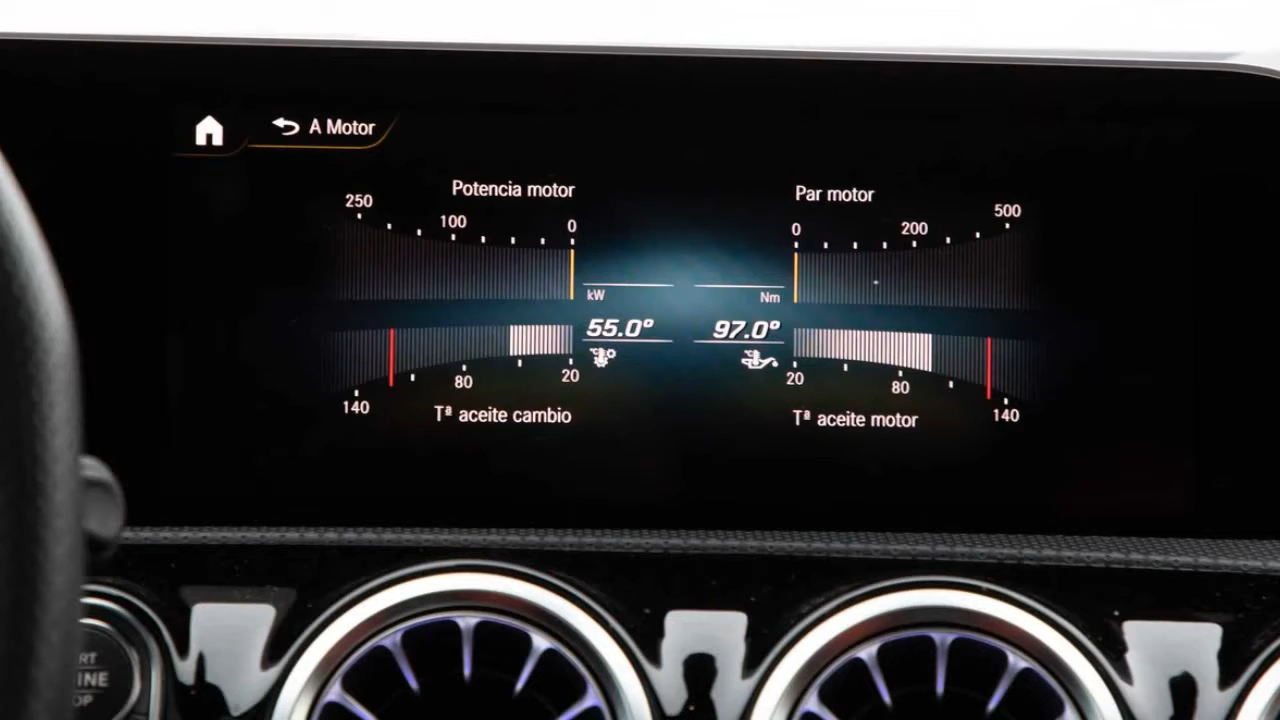 A Motor
Potencia motor
250 100 0
kW
55.0°
140 80 20
Tª aceite cambio
Par motor
0 200 500
Nm
97.0°
20 80 140
Tª aceite motor